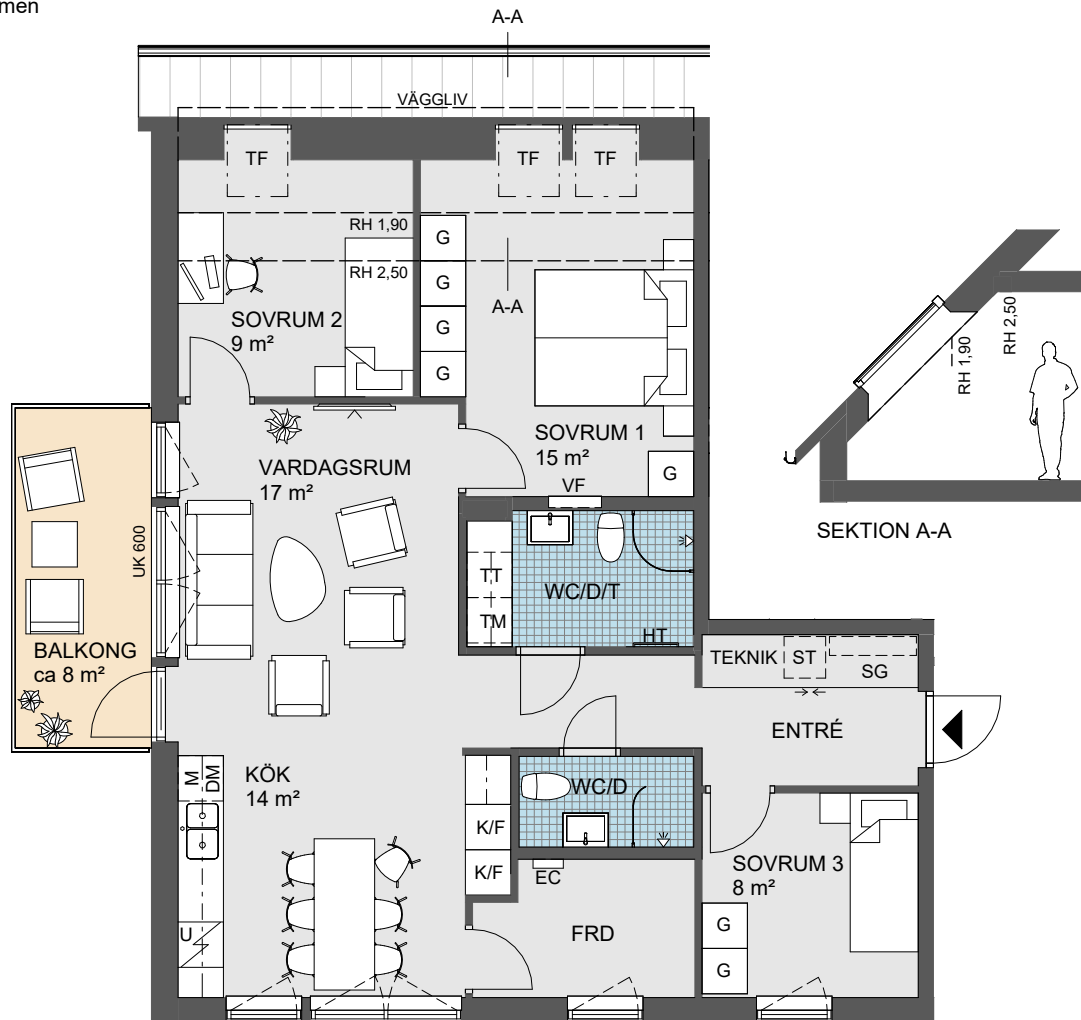 men
A-A
VÄGGLIV
TF
TF
TF
RH 1,90
RH 2,50
G
G
G
G
A-A
SOVRUM 2
9 m²
SOVRUM 1
15 m²
G
VF
VARDAGSRUM
17 m²
UK 600
BALKONG
ca 8 m²
TT
TM
WC/D/T
HT
RH 1,90
RH 2,50
SEKTION A-A
TEKNIK
ST
SG
ENTRÉ
KÖK
14 m²
M
DM
U
K/F
K/F
WC/D
EC
FRD
SOVRUM 3
8 m²
G
G